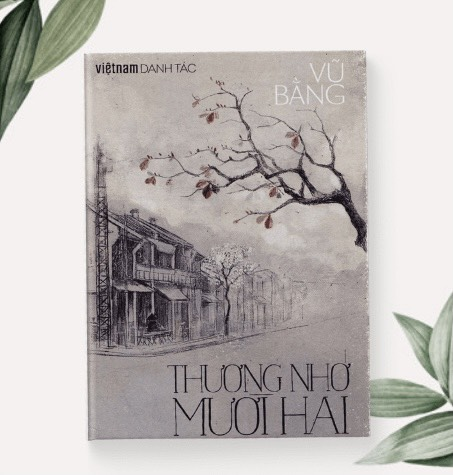 việtnam DANH TÁC
VŨ
BẰNG
THƯƠNG NHỚ
MƯỜI HAI